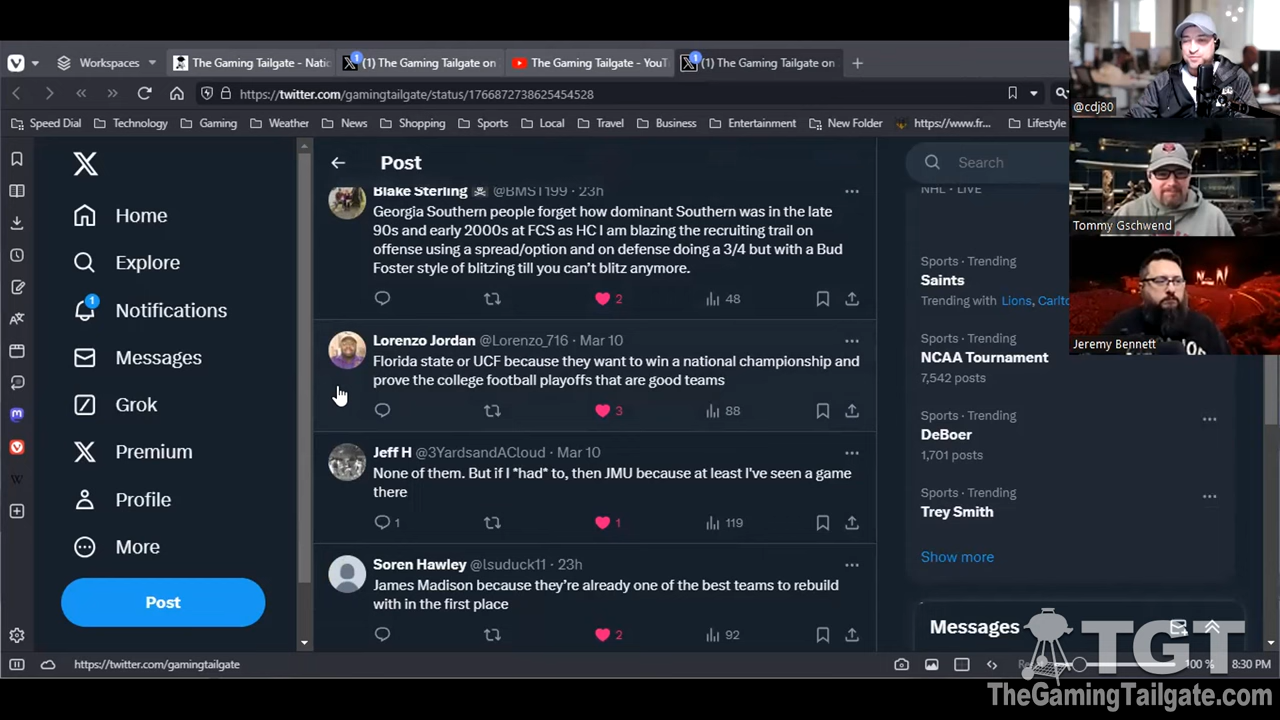 The Gaming Tailgate - Natio
(1) The Gaming Tailgate on
The Gaming Tailgate - YouT
(1) The Gaming Tailgate on
Workspaces
https://twitter.com/gamingtailgate/status/1766872738625454528
Speed Dial
Technology
Gaming
Weather
News
Shopping
Sports
Local
Travel
Business
Entertainment
New Folder
https://www.fr...
Lifestyle
@cdj80
Tommy Gschwend
Jeremy Bennett
X
Home
Explore
1
Notifications
Messages
Grok
Premium
Profile
More
Post
Post
Blake Sterling @BMST199 · 23h
Georgia Southern people forget how dominant Southern was in the late
90s and early 2000s at FCS as HC I am blazing the recruiting trail on
offense using a spread/option and on defense doing a 3/4 but with a Bud
Foster style of blitzing till you can't blitz anymore.
2
48
Lorenzo Jordan @Lorenzo_716 · Mar 10
Florida state or UCF because they want to win a national championship and
prove the college football playoffs that are good teams
3
88
Jeff H @3YardsandACloud · Mar 10
None of them. But if I *had* to, then JMU because at least I've seen a game
there
1
1
119
Soren Hawley @lsuduck11 · 23h
James Madison because they're already one of the best teams to rebuild
with in the first place
2
92
Search
NHL · LIVE
Sports · Trending
Saints
Trending with Lions, Carlto
Sports · Trending
NCAA Tournament
7,542 posts
Sports · Trending
DeBoer
1,701 posts
Sports · Trending
Trey Smith
Show more
Messages
https://twitter.com/gamingtailgate
100 %
8:30 PM
TGT
TheGamingTailgate.com